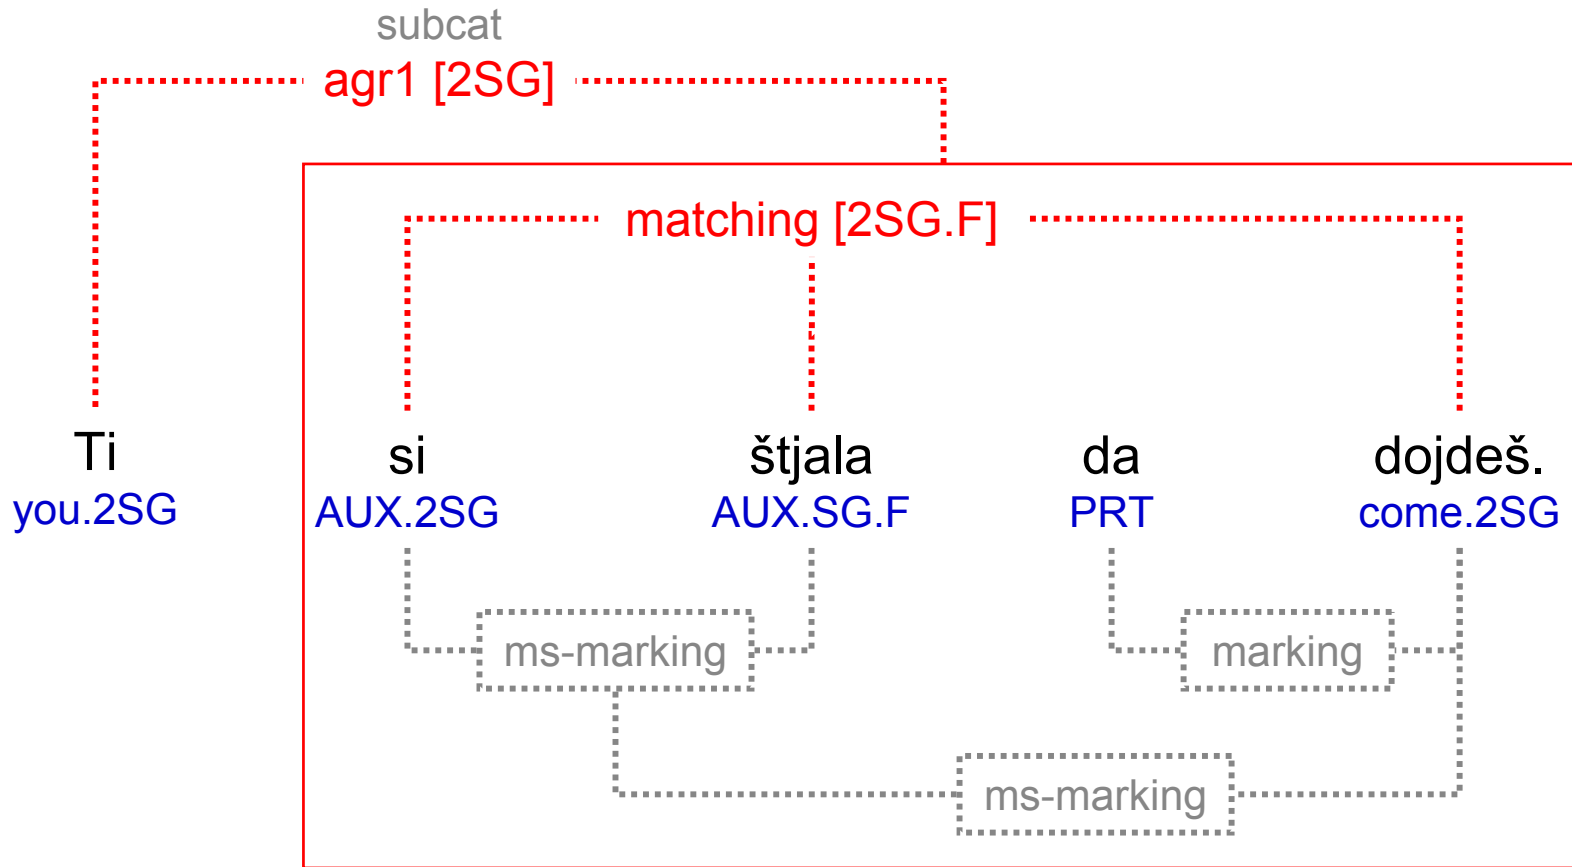 subcat
agr1 [2SG]
matching [2SG.F]
Ti si štjala da dojdeš.
you.2SG AUX.2SG AUX.SG.F PRT come.2SG
ms-marking marking
ms-marking